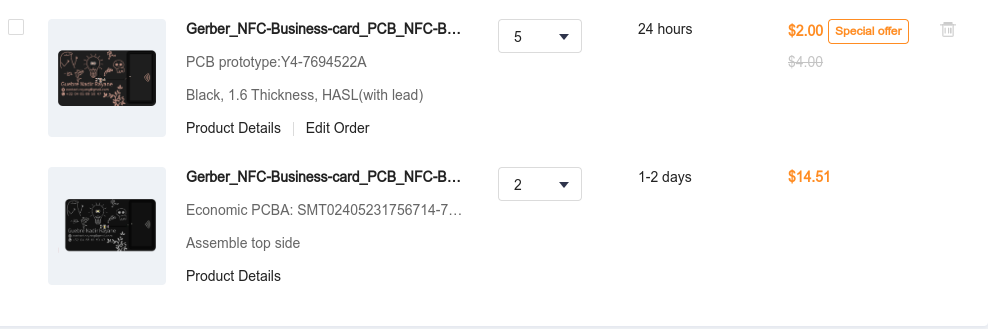 Gerber_NFC-Business-card_PCB_NFC-B...
5
24 hours
$2.00 Special offer
$4.00
PCB prototype:Y4-7694522A
Black, 1.6 Thickness, HASL(with lead)
Product Details | Edit Order
Gerber_NFC-Business-card_PCB_NFC-B...
2
1-2 days
$14.51
Economic PCBA: SMT02405231756714-7...
Assemble top side
Product Details